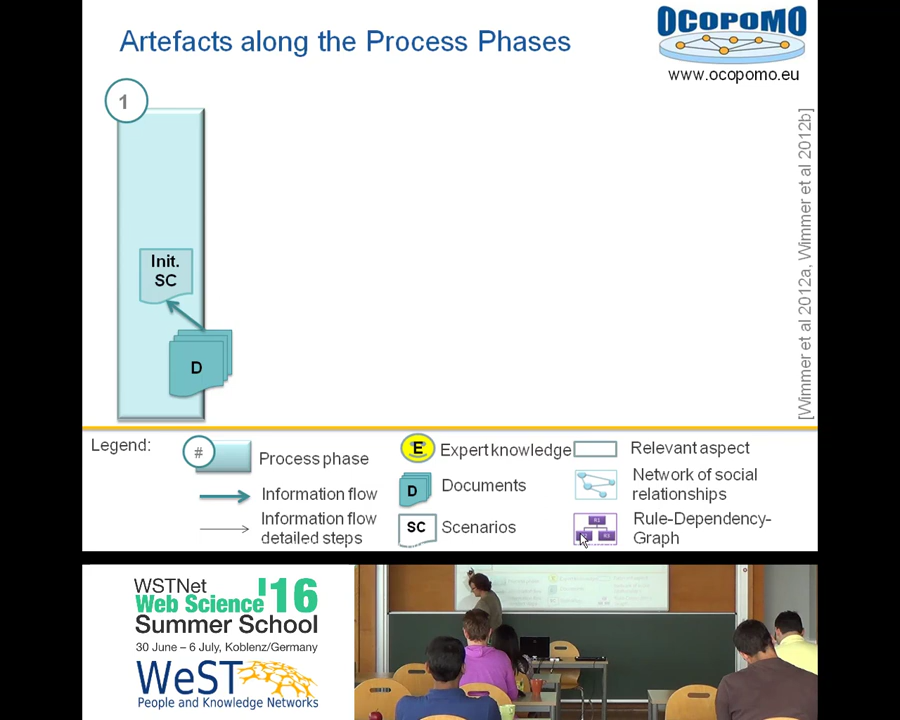 Artefacts along the Process Phases
OCOPOMO
www.ocopomo.eu
1
[Wimmer et al 2012a, Wimmer et al 2012b]
Init.
SC
D
Legend:
#
Process phase
Information flow
Information flow
detailed steps
E
Expert knowledge
D
Documents
SC
Scenarios
Relevant aspect
Network of social
relationships
R1
R3
Rule-Dependency-
Graph
WSTNet
Web Science '16
Summer School
30 June – 6 July, Koblenz/Germany
WeST
People and Knowledge Networks